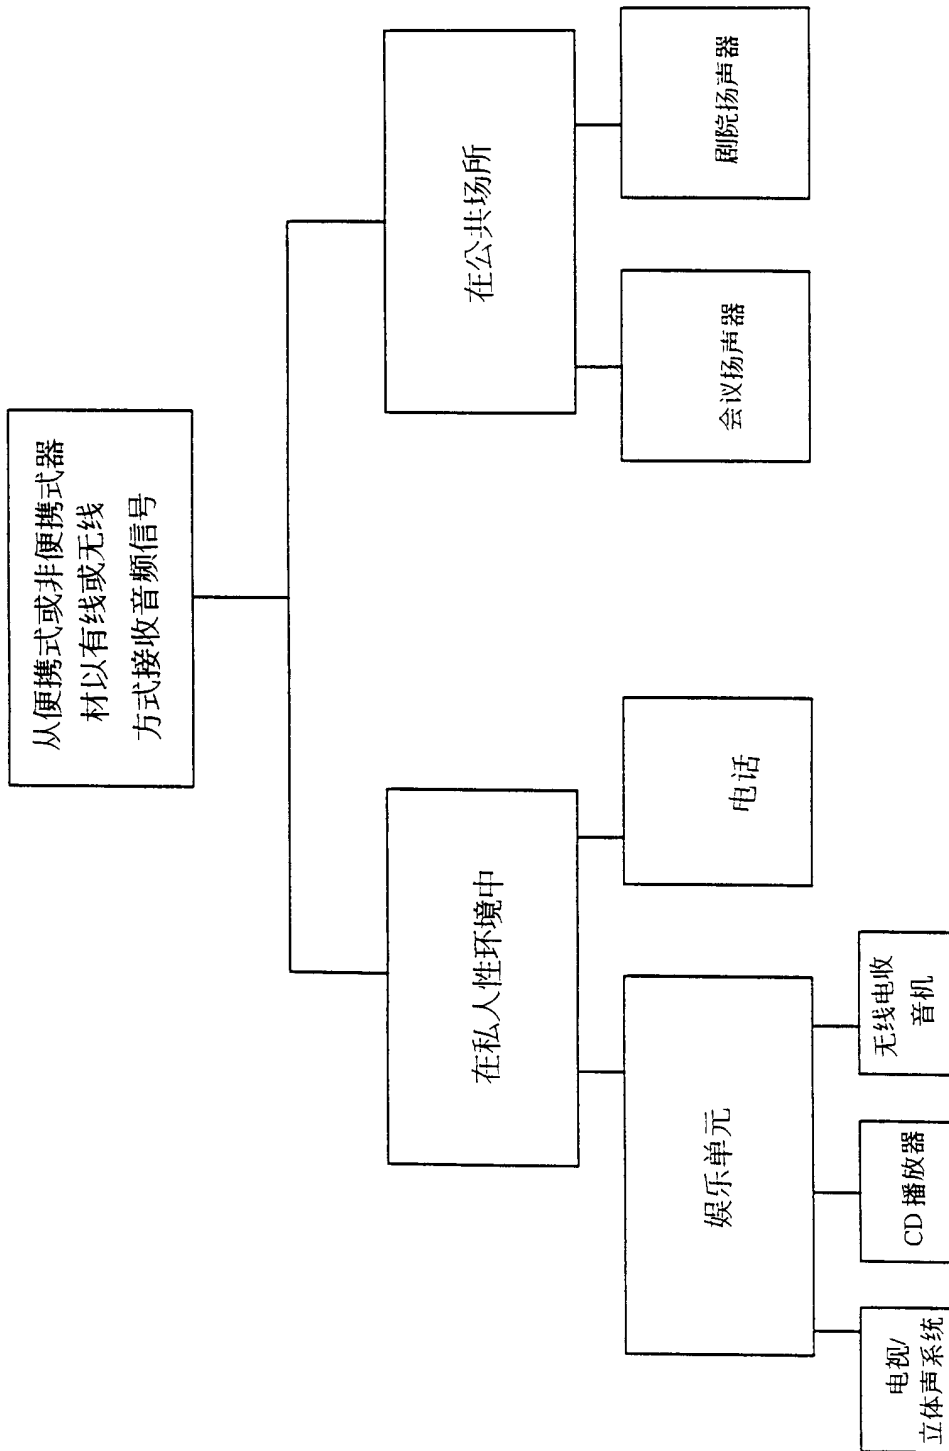 从便携式或非便携式器
材以有线或无线
方式接收音频信号
在私人性环境中
在公共场所
娱乐单元
电话
会议扬声器
剧院扬声器
电视/
立体声系统
CD 播放器
无线电收
音机